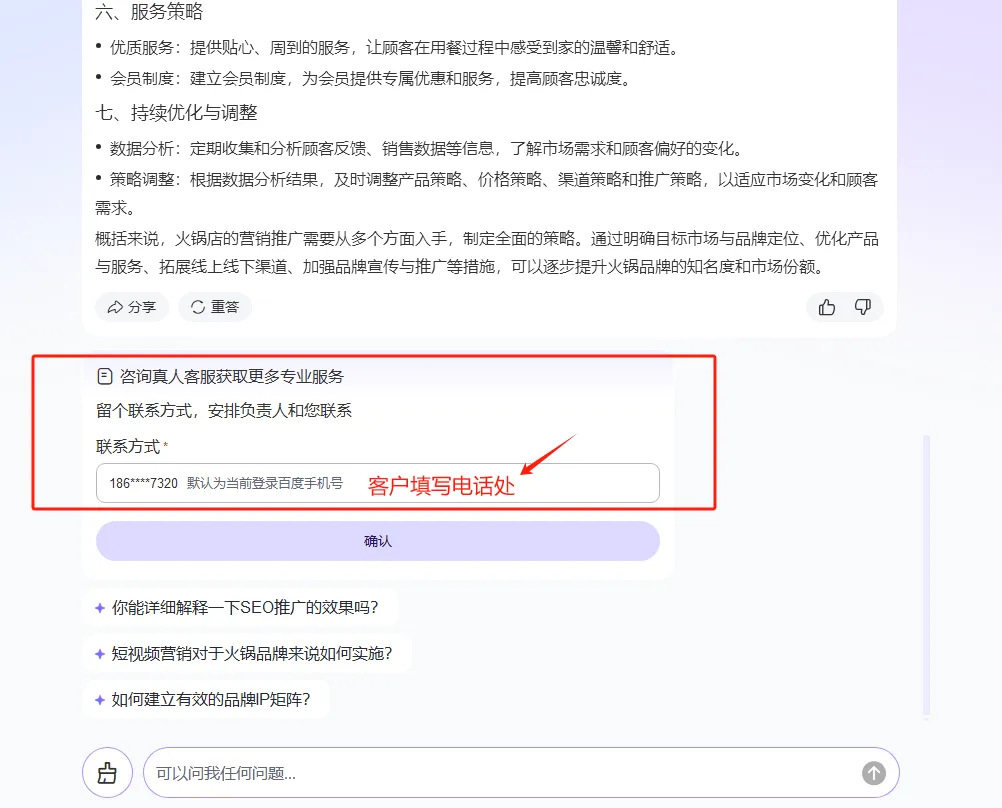 六、服务策略
• 优质服务：提供贴心、周到的服务，让顾客在用餐过程中感受到家的温馨和舒适。
• 会员制度：建立会员制度，为会员提供专属优惠和服务，提高顾客忠诚度。
七、持续优化与调整
• 数据分析：定期收集和分析顾客反馈、销售数据等信息，了解市场需求和顾客偏好的变化。
• 策略调整：根据数据分析结果，及时调整产品策略、价格策略、渠道策略和推广策略，以适应市场变化和顾客
需求。
概括来说，火锅店的营销推广需要从多个方面入手，制定全面的策略。通过明确目标市场与品牌定位、优化产品
与服务、拓展线上线下渠道、加强品牌宣传与推广等措施，可以逐步提升火锅品牌的知名度和市场份额。
分享 重答
咨询真人客服获取更多专业服务
留个联系方式，安排负责人和您联系
联系方式*
186****7320 默认为当前登录百度手机号 客户填写电话处
确认
你能详细解释一下SEO推广的效果吗？
短视频营销对于火锅品牌来说如何实施？
如何建立有效的品牌IP矩阵？
可以问我任何问题...